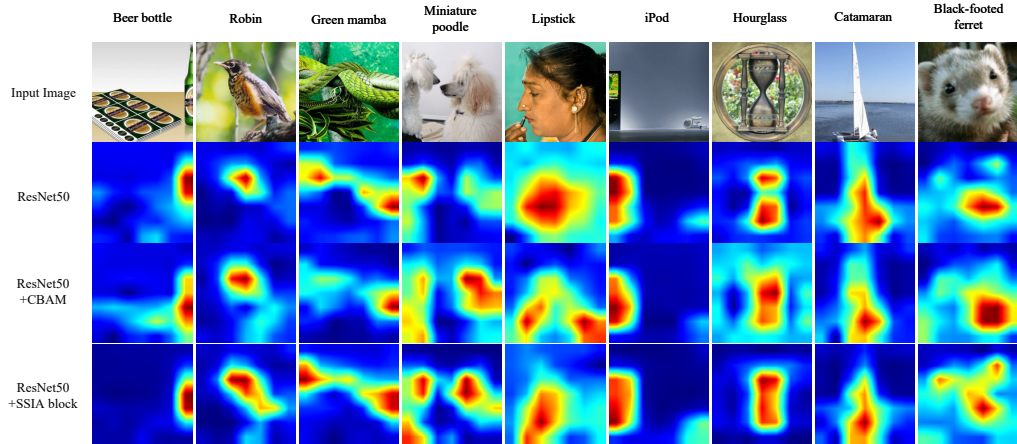 Beer bottle
Robin
Green mamba
Miniature
poodle
Lipstick
iPod
Hourglass
Catamaran
Black-footed
ferret
Input Image
ResNet50
ResNet50
+CBAM
ResNet50
+SSIA block